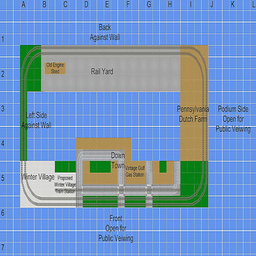 A B C D E F G H I J K L
Back
Against Wall
1
Old Engine
Shed
Rail Yard
2
3
Left Side
Against Wall
Pennsylvania
Dutch Farm
Podium Side
Open for
Public Veiwing
4
Down
Town
Vintage Gulf
Gas Station
5
Winter Village
Proposed
Winter Village
Train Station
6
Front
Open for
Public Veiwing
7